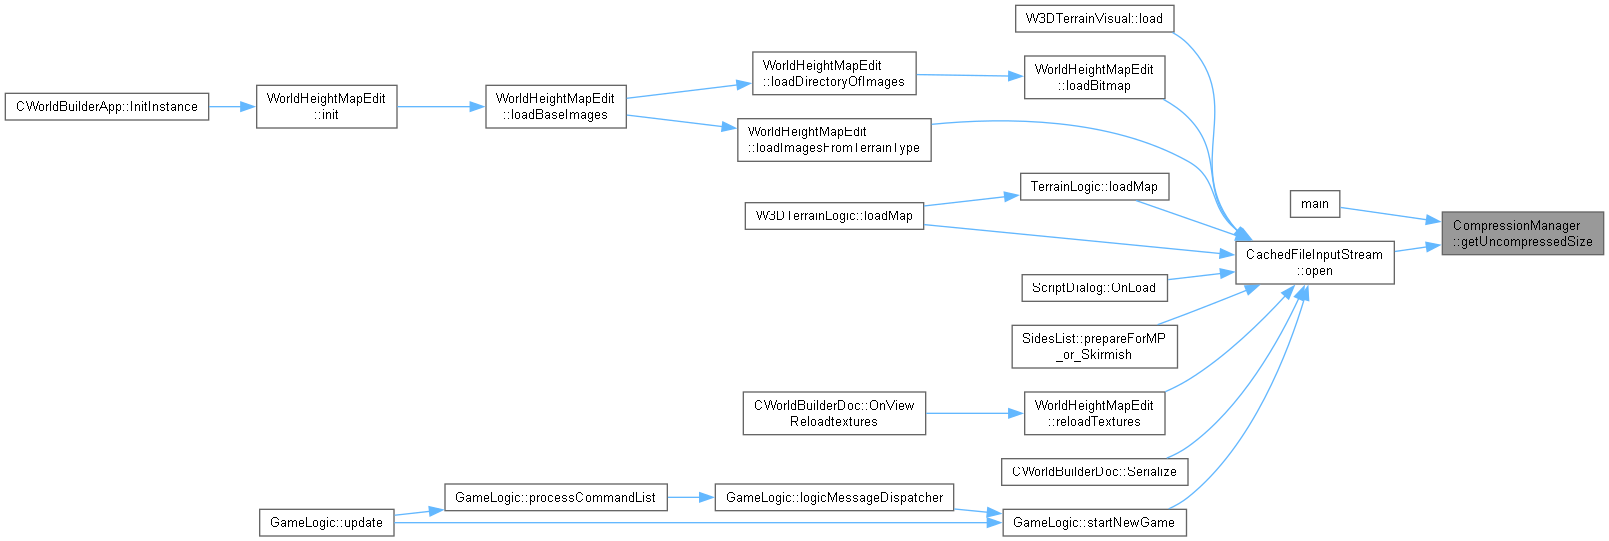 W3DTerrainVisual::load
WorldHeightMapEdit
::loadDirectoryOfImages
WorldHeightMapEdit
::loadBitmap
CWorldBuilderApp::InitInstance
WorldHeightMapEdit
::init
WorldHeightMapEdit
::loadBaseImages
WorldHeightMapEdit
::loadImagesFromTerrainType
TerrainLogic::loadMap
W3DTerrainLogic::loadMap
main
CompressionManager
::getUncompressedSize
CachedFileInputStream
::open
ScriptDialog::OnLoad
SidesList::prepareForMP
_or_Skirmish
CWorldBuilderDoc::OnView
Reloadtextures
WorldHeightMapEdit
::reloadTextures
CWorldBuilderDoc::Serialize
GameLogic::processCommandList
GameLogic::logicMessageDispatcher
GameLogic::update
GameLogic::startNewGame